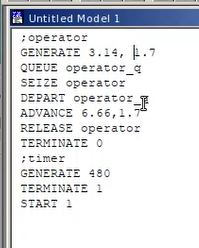 Untitled Model 1
;operator
GENERATE 3.14, 1.7
QUEUE operator_q
SEIZE operator
DEPART operator_q
ADVANCE 6.66,1.7
RELEASE operator
TERMINATE 0
;timer
GENERATE 480
TERMINATE 1
START 1